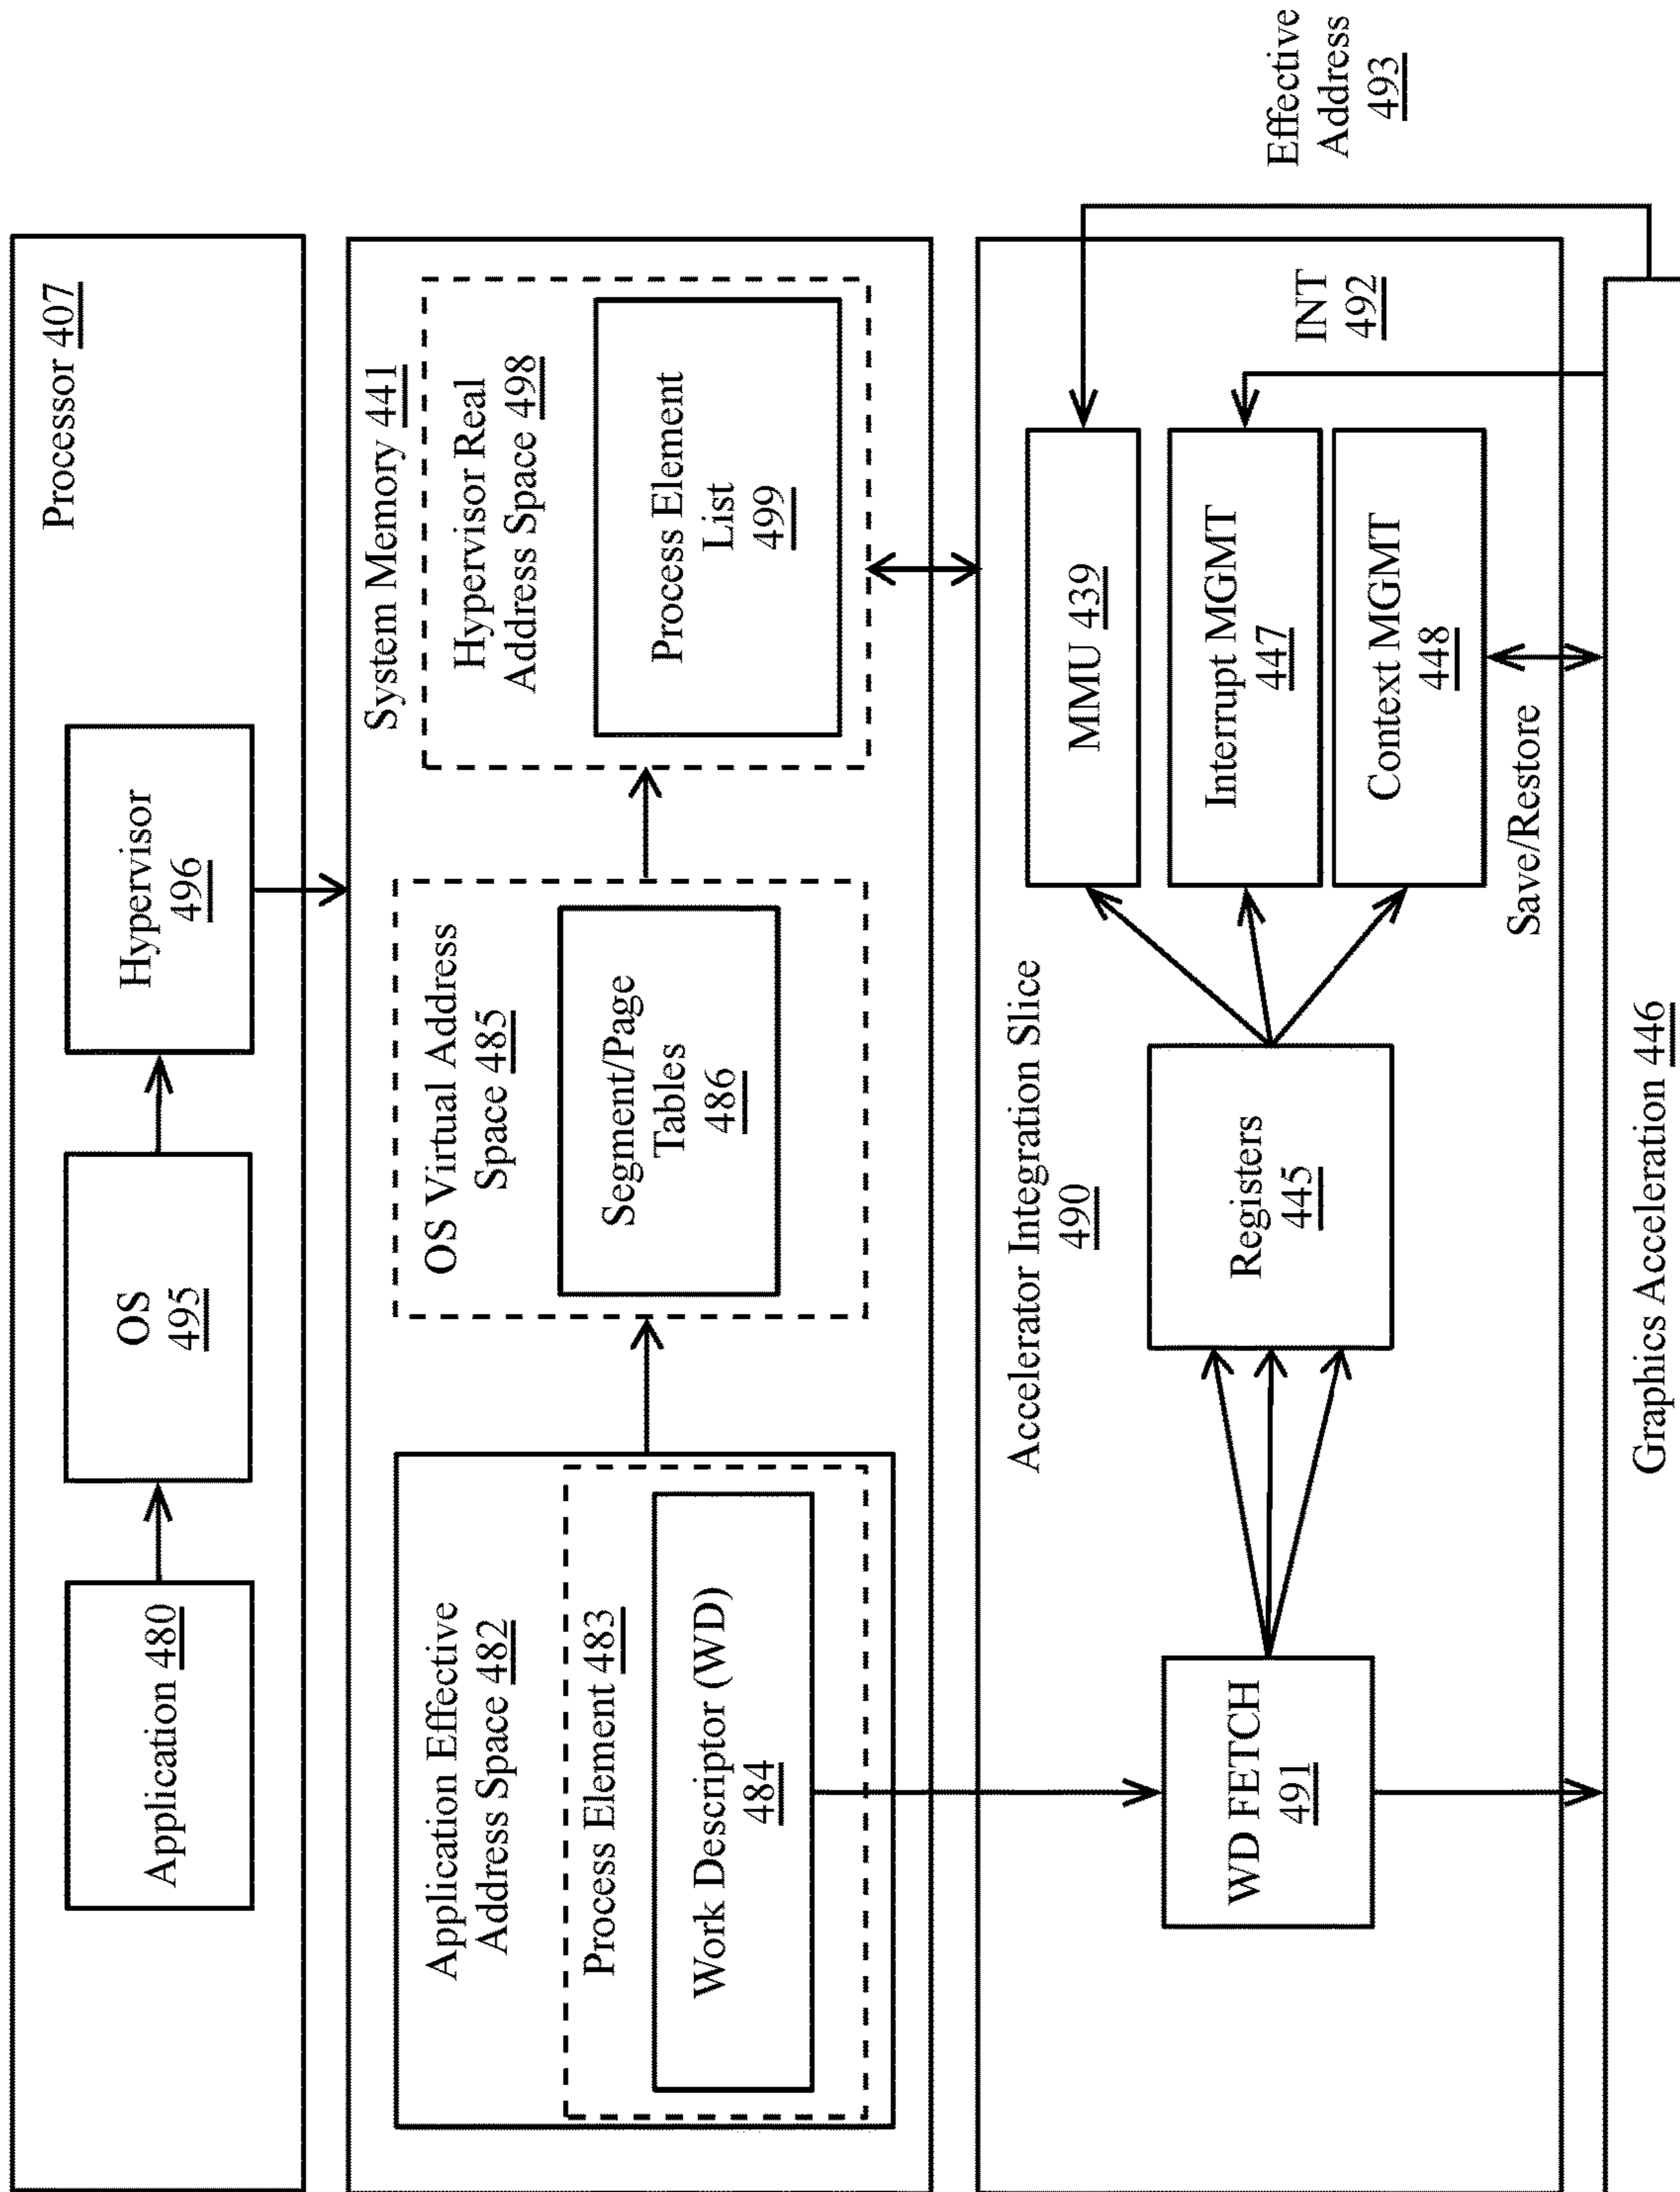 Processor 407
Application 480
OS
495
Hypervisor
496
System Memory 441
Application Effective
Address Space 482
Process Element 483
Work Descriptor (WD)
484
OS Virtual Address
Space 485
Segment/Page
Tables
486
Hypervisor Real
Address Space 498
Process Element
List
499
Accelerator Integration Slice
490
WD FETCH
491
Registers
445
MMU 439
Interrupt MGMT
447
Context MGMT
448
INT
492
Effective
Address
493
Save/Restore
Graphics Acceleration 446